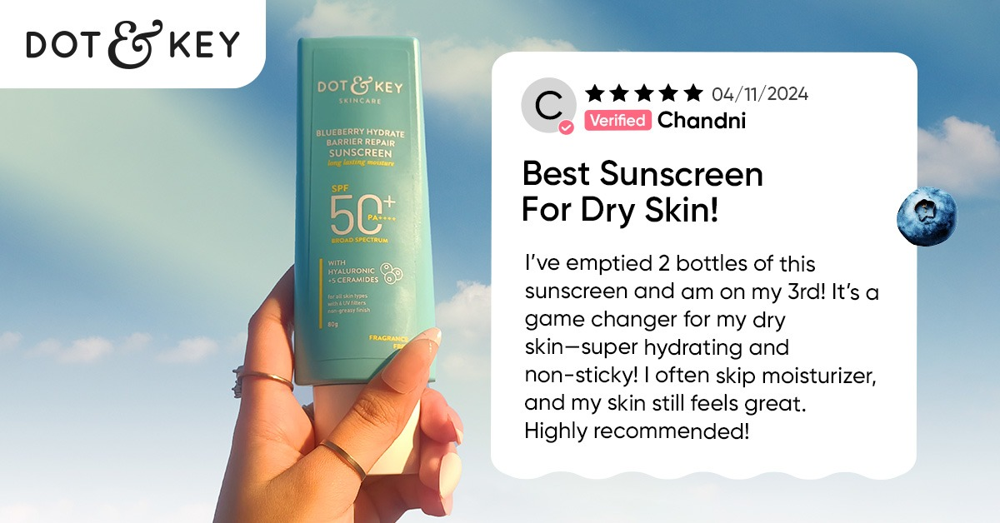 DOT & KEY
DOT & KEY
SKINCARE
BLUEBERRY HYDRATE
BARRIER REPAIR
SUNSCREEN
long lasting moisture
SPF
50+
PA++++
BROAD SPECTRUM
WITH
HYALURONIC
+5 CERAMIDES
for all skin types
with 6 UV filters
non-greasy finish
80g
FRAGRANCE
C
★★★★★ 04/11/2024
Verified Chandni
Best Sunscreen
For Dry Skin!
I've emptied 2 bottles of this
sunscreen and am on my 3rd! It's a
game changer for my dry
skin—super hydrating and
non-sticky! I often skip moisturizer,
and my skin still feels great.
Highly recommended!